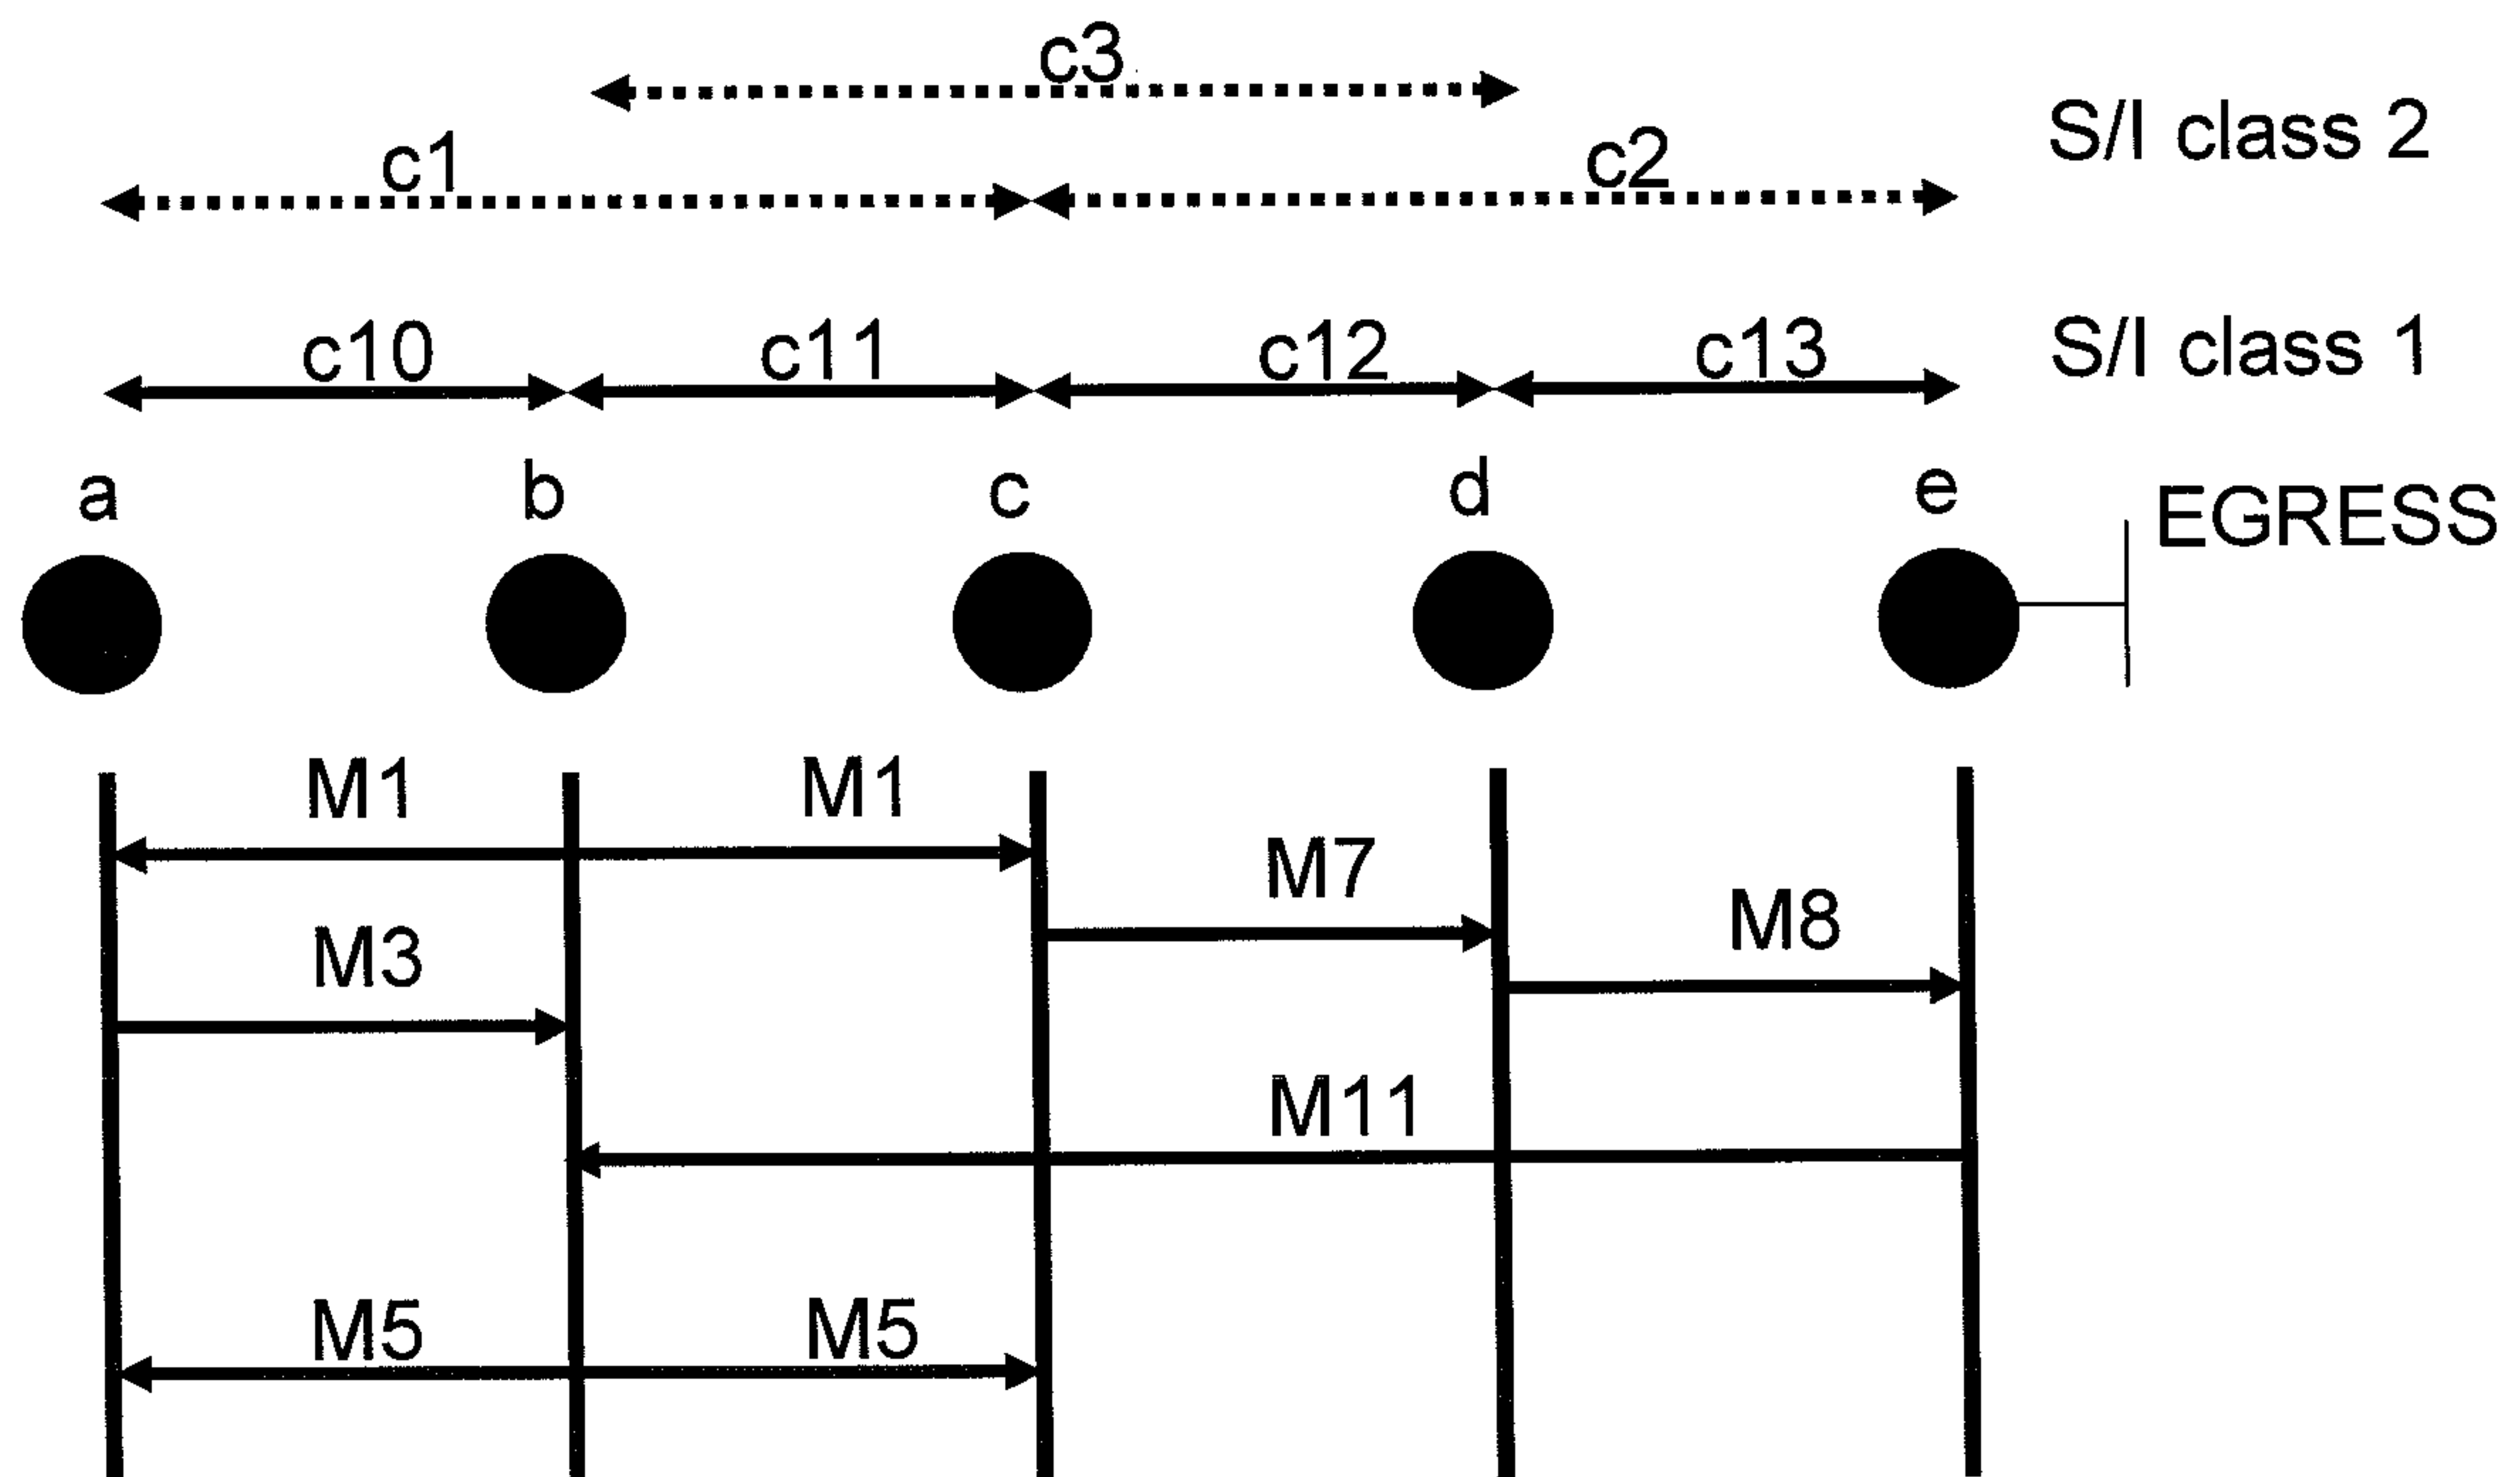 c3
S/I class 2
c1
c2
S/I class 1
c10 c11 c12 c13
a b c d e
EGRESS
M1 M1
M7
M8
M3
M11
M5 M5